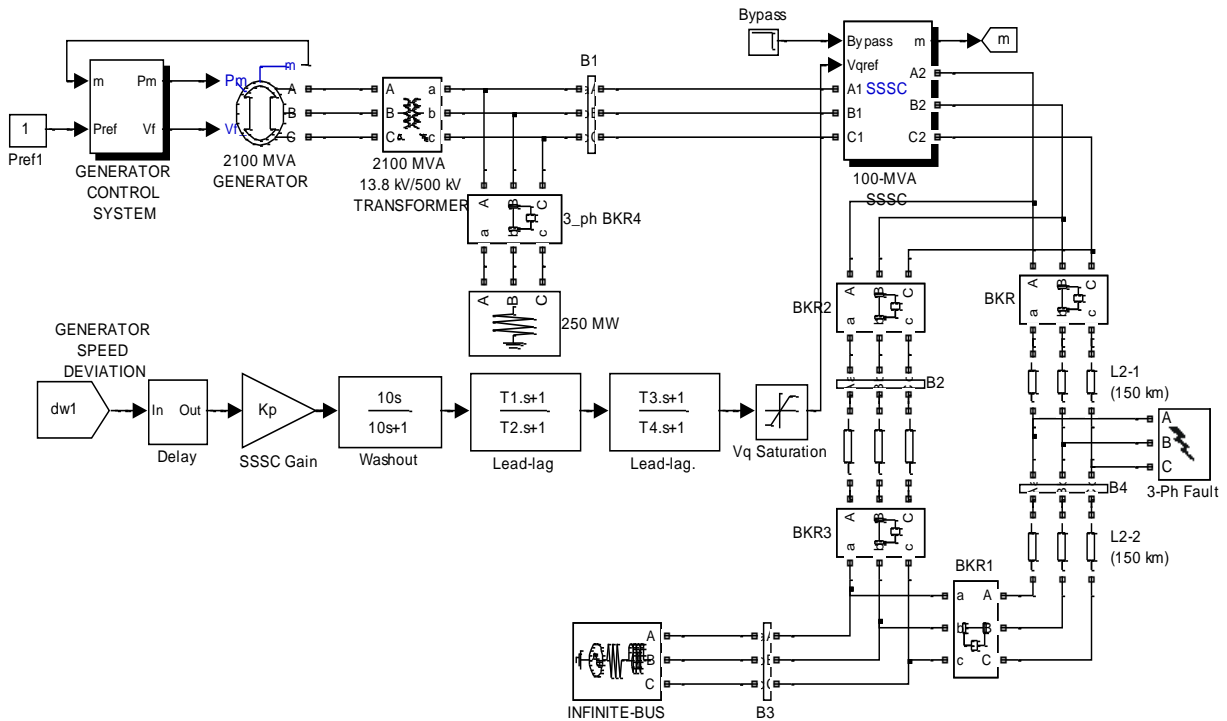 Bypass
Bypass
m
m
Vqref
A1
SSSC
A2
B1
B2
C1
C2
100-MVA
SSSC
B1
A
B
C
m
Pm
Pref
Vf
1
Pref1
GENERATOR
CONTROL
SYSTEM
m
Pm
Vf
A
B
C
2100 MVA
GENERATOR
A
a
B
b
C
c
2100 MVA
13.8 kV/500 kV
TRANSFORMER
A
B
C
a
b
c
3_ph BKR4
A
B
C
250 MW
GENERATOR
SPEED
DEVIATION
dw1
In
Out
Delay
Kp
SSSC Gain
10s
10s+1
Washout
T1.s+1
T2.s+1
Lead-lag
T3.s+1
T4.s+1
Lead-lag.
Vq Saturation
BKR2
A
B
C
a
b
c
B2
BKR3
A
B
C
a
b
c
BKR
A
B
C
a
b
c
L2-1
(150 km)
A
B
C
3-Ph Fault
B4
L2-2
(150 km)
BKR1
a
A
b
B
c
C
A
B
C
INFINITE-BUS
B3